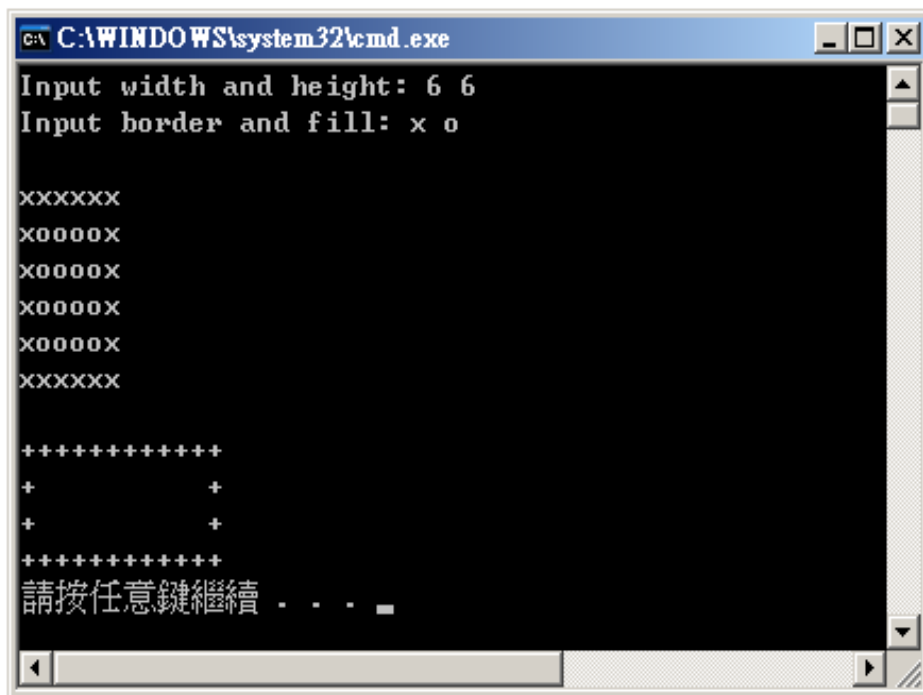 C:\WINDOWS\system32\cmd.exe
Input width and height: 6 6
Input border and fill: x o
xxxxxx
xoooox
xoooox
xoooox
xoooox
xxxxxx
++++++++++++
+          +
+          +
++++++++++++
請按任意鍵繼續 . . .